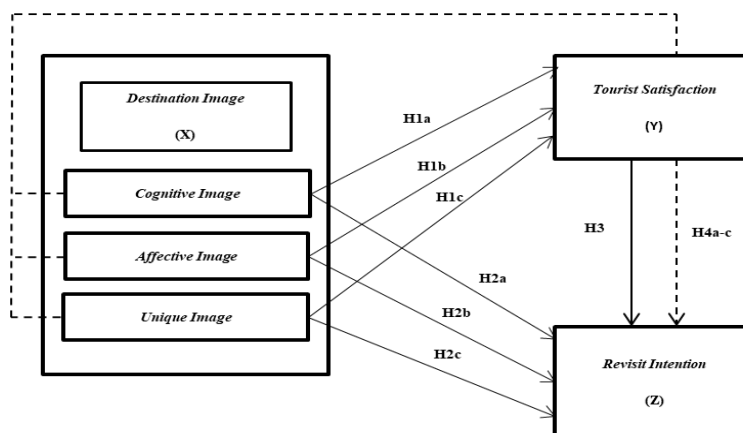 Destination Image
(X)
Cognitive Image
Affective Image
Unique Image
H1a
H1b
H1c
H2a
H2b
H2c
Tourist Satisfaction
(Y)
H3
H4a-c
Revisit Intention
(Z)